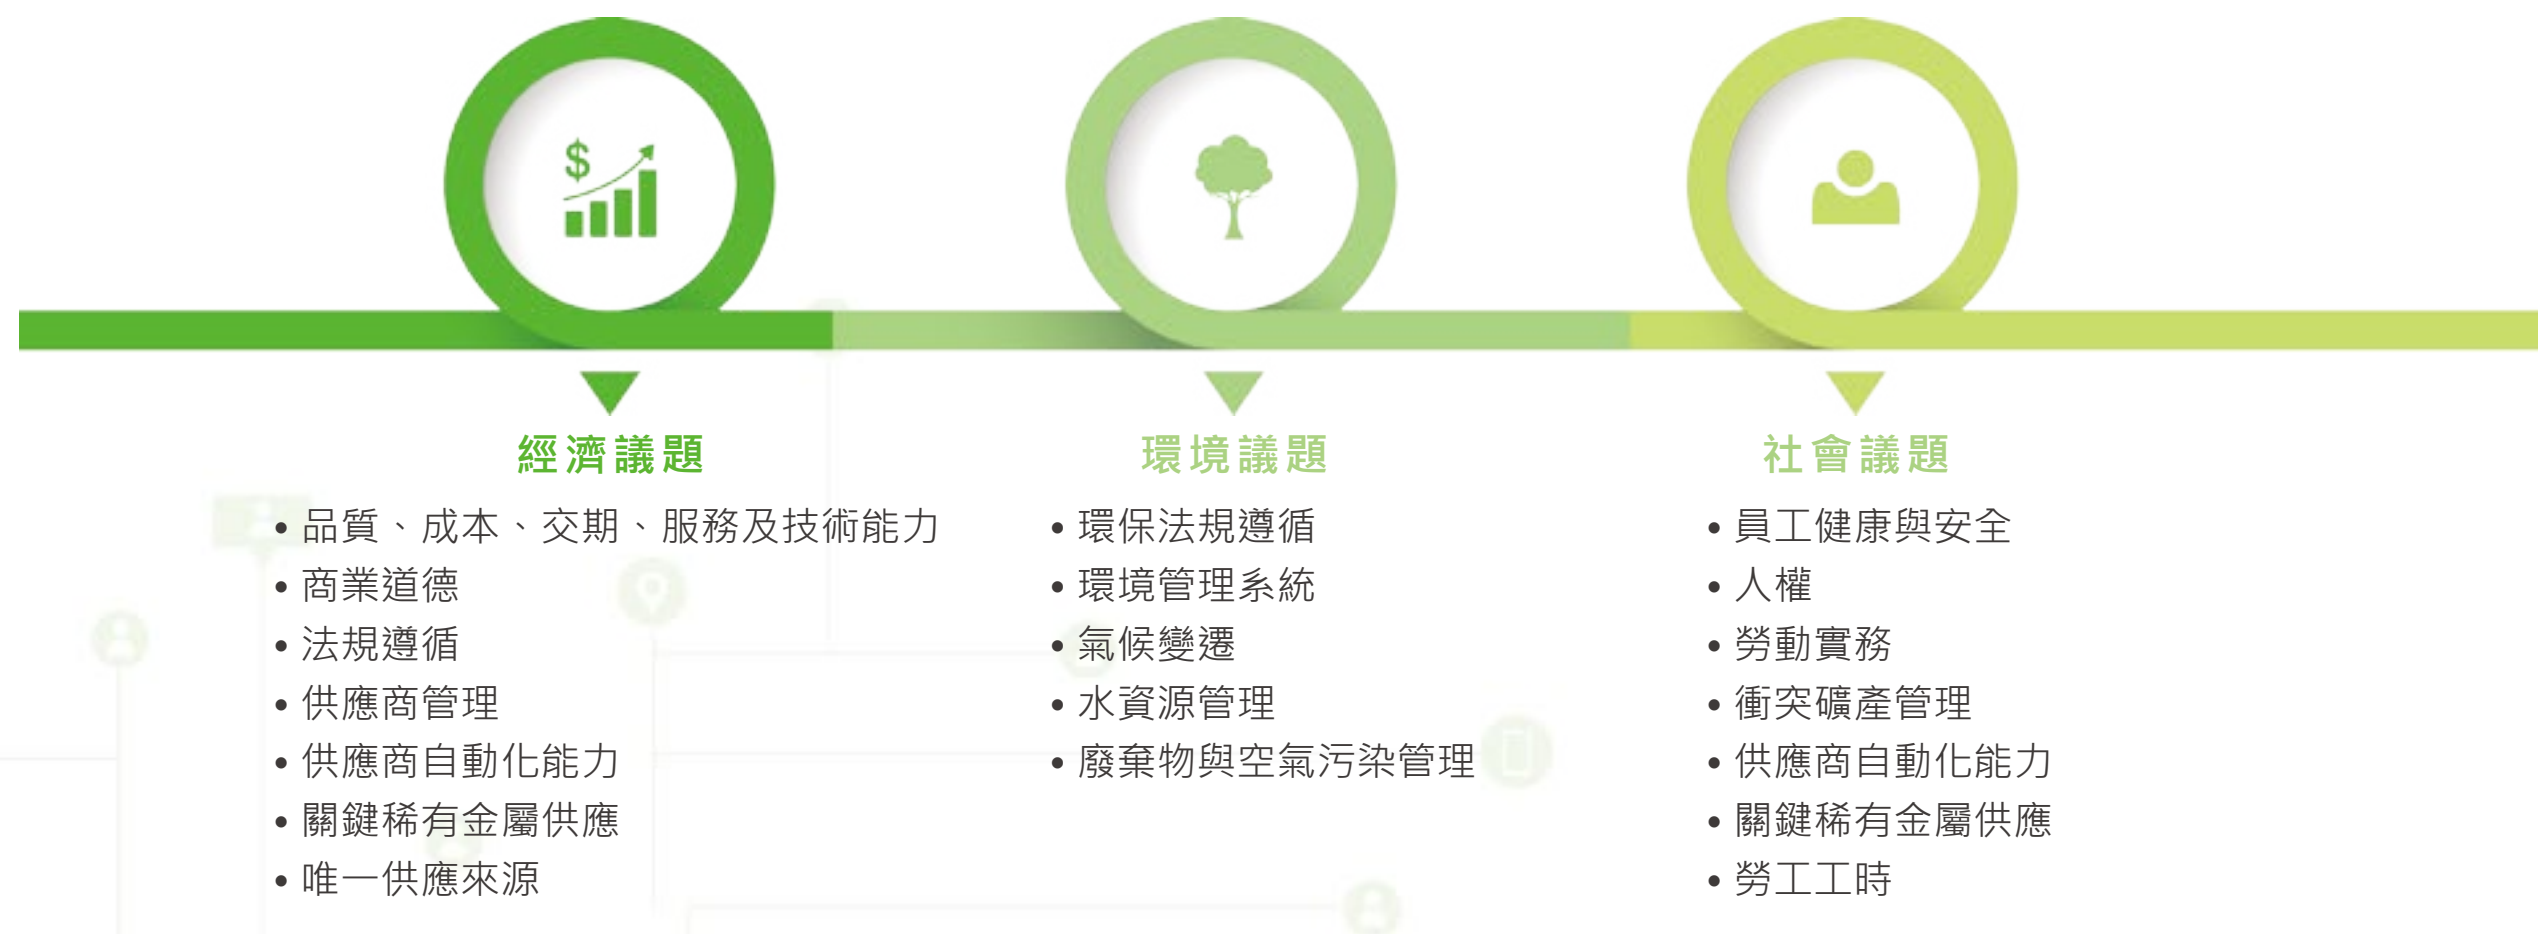 $
經濟議題
• 品質、成本、交期、服務及技術能力
• 商業道德
• 法規遵循
• 供應商管理
• 供應商自動化能力
• 關鍵稀有金屬供應
• 唯一供應來源
環境議題
• 環保法規遵循
• 環境管理系統
• 氣候變遷
• 水資源管理
• 廢棄物與空氣污染管理
社會議題
• 員工健康與安全
• 人權
• 勞動實務
• 衝突礦產管理
• 供應商自動化能力
• 關鍵稀有金屬供應
• 勞工工時